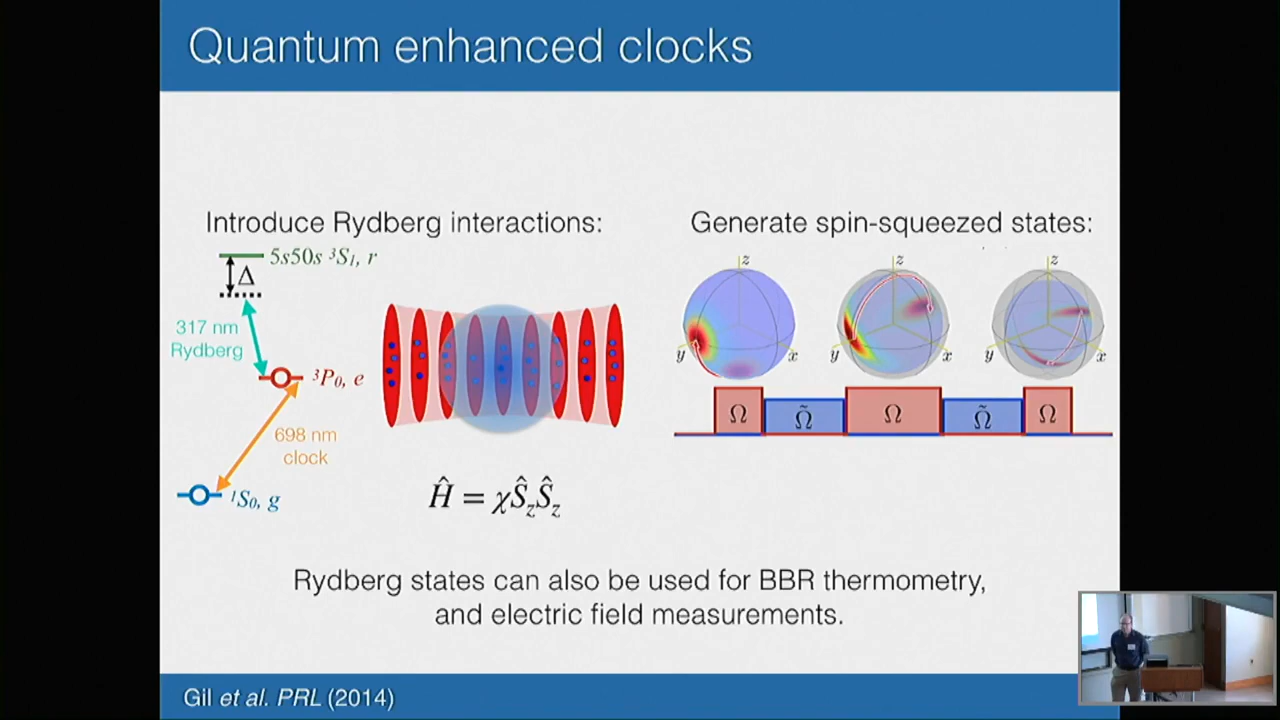 Quantum enhanced clocks
Introduce Rydberg interactions:
5s50s ³S₁, r
Δ
317 nm
Rydberg
³P₀, e
698 nm
clock
¹S₀, g
Ĥ = χŜ_zŜ_z
Generate spin-squeezed states:
z z z
y x y x y x
Ω Ω̃ Ω Ω̃ Ω
Rydberg states can also be used for BBR thermometry,
and electric field measurements.
Gil et al. PRL (2014)